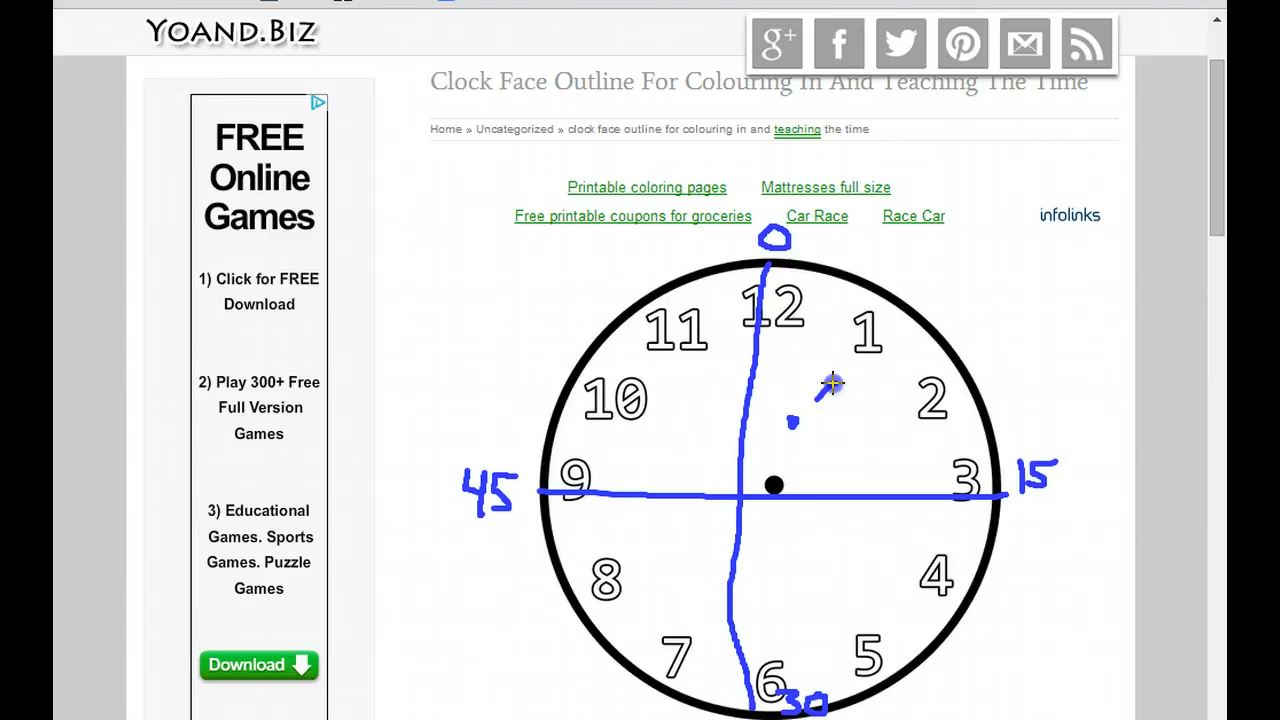 YOAND.BIZ
g+ f
Clock Face Outline For Colouring In And Teaching The Time
Home » Uncategorized » clock face outline for colouring in and teaching the time
Printable coloring pages Mattresses full size
Free printable coupons for groceries Car Race Race Car
infolinks
FREE
Online
Games
1) Click for FREE
Download
2) Play 300+ Free
Full Version
Games
3) Educational
Games. Sports
Games. Puzzle
Games
Download
0
12
11 1
10 2
45 9 3 15
8 4
7 5
6
30